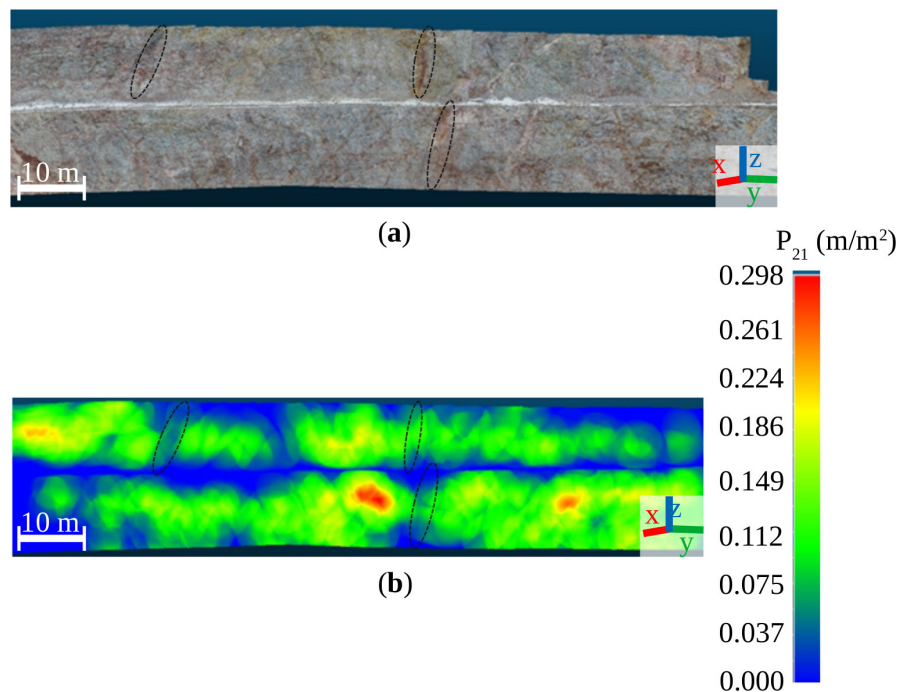 x
z
y
10 m
(a)
P21 (m/m²)
0.298
0.261
0.224
0.186
0.149
0.112
0.075
0.037
0.000
10 m
x
z
y
(b)